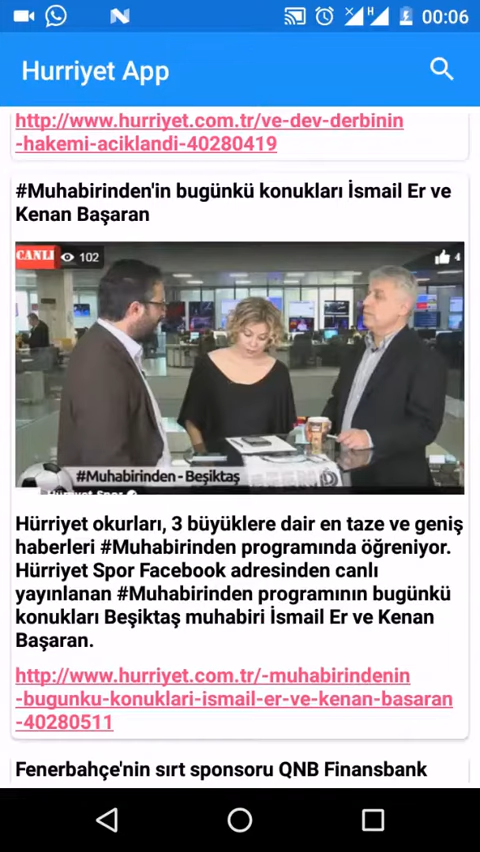 00:06
Hurriyet App
http://www.hurriyet.com.tr/ve-dev-derbinin
-hakemi-aciklandi-40280419
#Muhabirinden'in bugünkü konukları İsmail Er ve
Kenan Başaran
CANLI 102
4
#Muhabirinden - Beşiktaş
Hürriyet Spor
Hürriyet okurları, 3 büyüklere dair en taze ve geniş
haberleri #Muhabirinden programında öğreniyor.
Hürriyet Spor Facebook adresinden canlı
yayınlanan #Muhabirinden programının bugünkü
konukları Beşiktaş muhabiri İsmail Er ve Kenan
Başaran.
http://www.hurriyet.com.tr/-muhabirindenin
-bugunku-konuklari-ismail-er-ve-kenan-basaran
-40280511
Fenerbahçe'nin sırt sponsoru QNB Finansbank